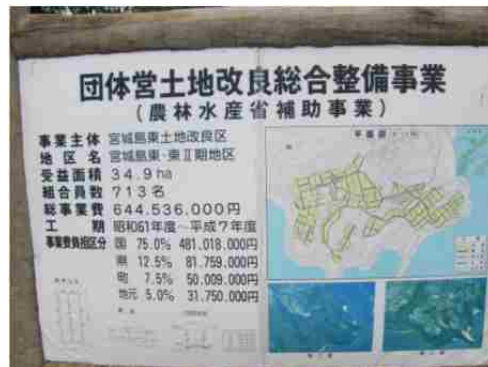 団体営土地改良総合整備事業
(農林水産省補助事業)
事業主体 宮城島東土地改良区
地区名 宮城島東・東Ⅱ期地区
受益面積 34.9ha
組合員数 713名
総事業費 644.536.000円
工期 昭和61年度~平成7年度
事業費負担区分 国 75.0% 481.018.000円
県 12.5% 81.759.000円
町 7.5% 50.009.000円
地元 5.0% 31.750.000円
平面図